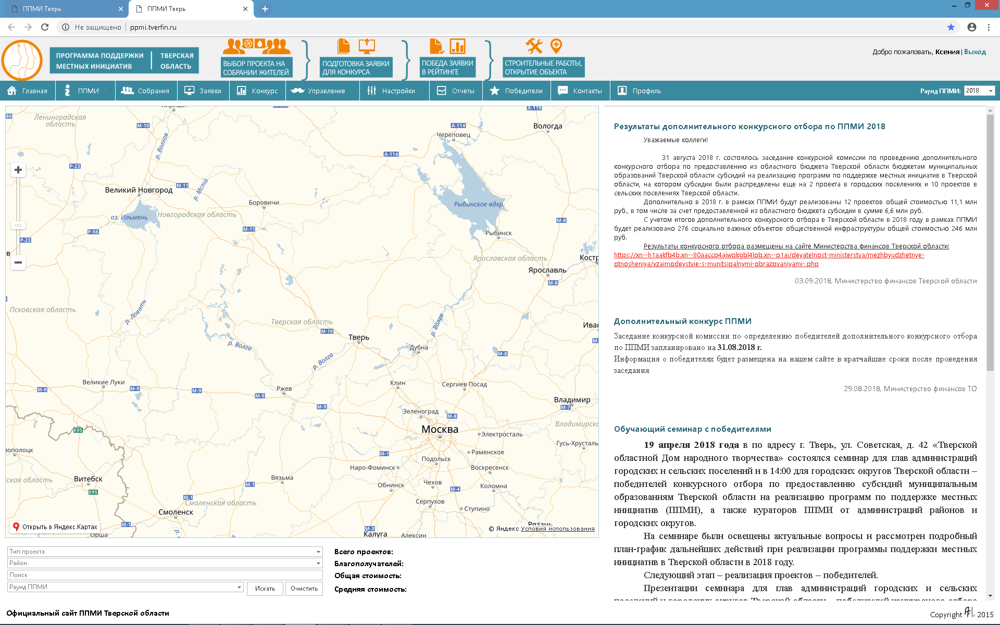 ППМИ Тверь
ППМИ Тверь
Не защищено
ppmi.tverfin.ru
ПРОГРАММА ПОДДЕРЖКИ
МЕСТНЫХ ИНИЦИАТИВ
ТВЕРСКАЯ
ОБЛАСТЬ
ВЫБОР ПРОЕКТА НА
СОБРАНИИ ЖИТЕЛЕЙ
ПОДГОТОВКА ЗАЯВКИ
ДЛЯ КОНКУРСА
ПОБЕДА ЗАЯВКИ
В РЕЙТИНГЕ
СТРОИТЕЛЬНЫЕ РАБОТЫ,
ОТКРЫТИЕ ОБЪЕКТА
Добро пожаловать, Ксения | Выход
Главная
ППМИ
Собрания
Заявки
Конкурс
Управление
Настройки
Отчеты
Победители
Контакты
Профиль
Раунд ППМИ: 2018
Кириши
А-119
80
Ленинградская
область
М-10
А-114
Вологда
Череповец
р. Волхов
А-114
Р-23
Великий Новгород
М-11
р. Мста
Боровичи
Рыбинское вдхр.
оз. Ильмень
Новгородская область
М-8
Р-56
М-11
Рыбинск
Р-23
в
Ярославская область
Костр
Ярославль
М-8
Псковская область
р. Ловать
Тверская область
р. Волга
Иван
М-10
Тверь
М-
р. Волга
Дубна
М-8
р. Волга
Великие Луки
М-9
М-9
М-9
М-9
Ржев
М-9
Клин
Сергиев Посад
Владимир
М-7
Зеленоград
М-8
Владимирск
Е95
Москва
Электросталь
Гусь-Хрусталь
вополоцк
М-1
Раменское
Подольск
Наро-Фоминск
Воскресенск
ская область
Витебск
Вязьма
М-1
Чехов
Обнинск
М-4
Коломна
Е95
М-1
Смоленская область
Серпухов
Ступино
Смоленск
М-1
Рязань
М-3
Калуга
Алексин
Орша
р.
Открыть в Яндекс.Картах
© Яндекс Условия использования
Тип проекта
Район
Поиск
Раунд ППМИ
Искать
Очистить
Всего проектов:
Благополучателей:
Общая стоимость:
Средняя стоимость:
Результаты дополнительного конкурсного отбора по ППМИ 2018
Уважаемые коллеги!
31 августа 2018 г. состоялось заседание конкурсной комиссии по проведению дополнительного
конкурсного отбора по предоставлению из областного бюджета Тверской области бюджетам муниципальных
образований Тверской области субсидий на реализацию программ по поддержке местных инициатив в Тверской
области, на котором субсидии были распределены еще на 2 проекта в городских поселениях и 10 проектов в
сельских поселениях Тверской области.
Дополнительно в 2018 г. в рамках ППМИ будут реализованы 12 проектов общей стоимостью 11,1 млн
руб., в том числе за счет предоставленной из областного бюджета субсидии в сумме 6,6 млн руб.
С учетом итогов дополнительного конкурсного отбора в Тверской области в 2018 году в рамках ППМИ
будет реализовано 276 социально важных объектов общественной инфраструктуры общей стоимостью 246 млн
руб.
Результаты конкурсного отбора размещены на сайте Министерства финансов Тверской области:
https://xn--h1aakfb4b.xn--80aaccp4ajwpkgbl4lpb.xn--p1ai/deyatelnost-ministerstva/mezhbyudzhetnye-
otnosheniya/vzaimodeystvie-s-munitsipalnymi-obrazovaniyami-.php
03.09.2018, Министерство финансов Тверской области
Дополнительный конкурс ППМИ
Заседание конкурсной комиссии по определению победителей дополнительного конкурсного отбора
по ППМИ запланировано на 31.08.2018 г.
Информация о победителях будет размещена на нашем сайте в кратчайшие сроки после проведения
заседания.
29.08.2018, Министерство финансов ТО
Обучающий семинар с победителями
19 апреля 2018 года в по адресу г. Тверь, ул. Советская, д. 42 «Тверской
областной Дом народного творчества» состоялся семинар для глав администраций
городских и сельских поселений и в 14:00 для городских округов Тверской области –
победителей конкурсного отбора по предоставлению субсидий муниципальным
образованиям Тверской области на реализацию программ по поддержке местных
инициатив (ППМИ), а также кураторов ППМИ от администраций районов и
городских округов.
На семинаре были освещены актуальные вопросы и рассмотрен подробный
план-график дальнейших действий при реализации программы поддержки местных
инициатив в Тверской области в 2018 году.
Следующий этап – реализация проектов – победителей.
Презентации семинара для глав администраций городских и сельских
поселений и городских округов Тверской области – победителей конкурсного отбора
Официальный сайт ППМИ Тверской области
Copyright 2015